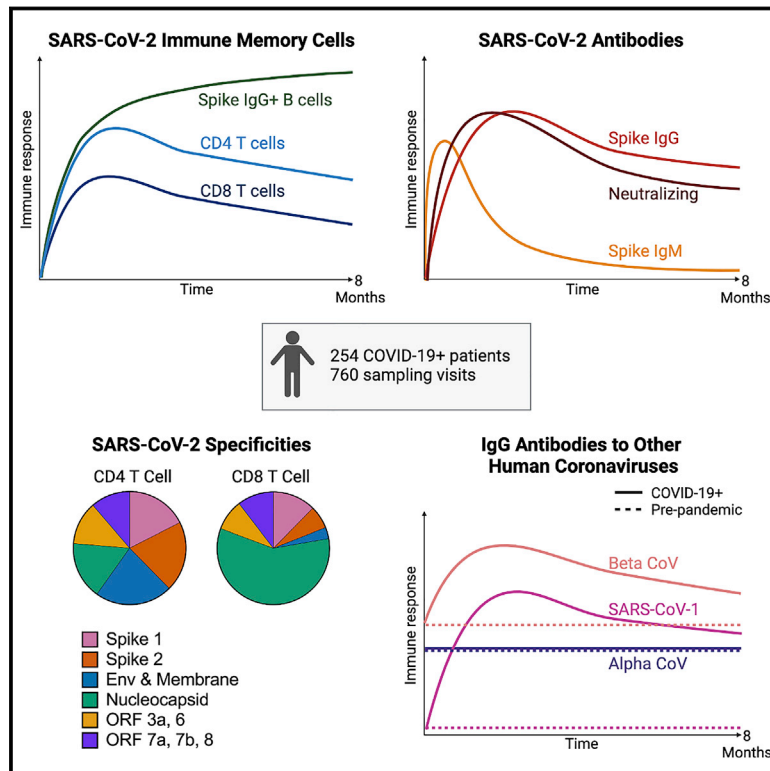 SARS-CoV-2 Immune Memory Cells
Immune response
Spike IgG+ B cells
CD4 T cells
CD8 T cells
Time
8
Months
SARS-CoV-2 Antibodies
Immune response
Spike IgG
Neutralizing
Spike IgM
Time
8
Months
254 COVID-19+ patients
760 sampling visits
SARS-CoV-2 Specificities
CD4 T Cell
CD8 T Cell
Spike 1
Spike 2
Env & Membrane
Nucleocapsid
ORF 3a, 6
ORF 7a, 7b, 8
IgG Antibodies to Other
Human Coronaviruses
COVID-19+
Pre-pandemic
Immune response
Beta CoV
SARS-CoV-1
Alpha CoV
Time
8
Months